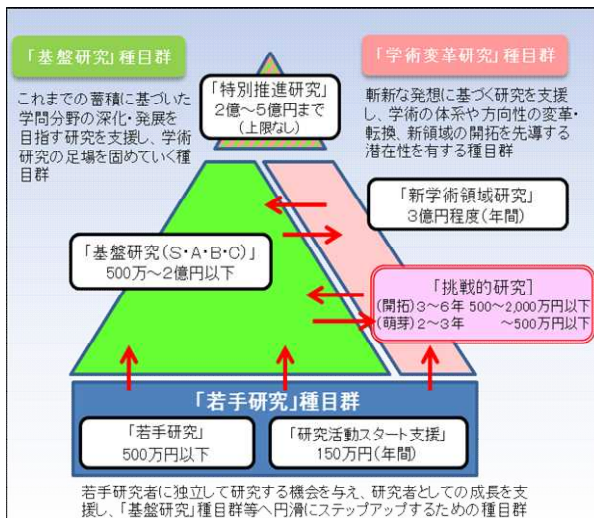 「基盤研究」種目群
「学術変革研究」種目群
これまでの蓄積に基づいた
学問分野の深化・発展を
目指す研究を支援し、学術
研究の足場を固めていく種
目群
「特別推進研究」
2億～5億円まで
(上限なし)
斬新な発想に基づく研究を支援
し、学術の体系や方向性の変革・
転換、新領域の開拓を先導する
潜在性を有する種目群
「新学術領域研究」
3億円程度(年間)
「基盤研究(S・A・B・C)」
500万～2億円以下
「挑戦的研究]
(開拓)3～6年 500～2,000万円以下
(萌芽)2～3年 ～500万円以下
「若手研究」種目群
「若手研究」
500万円以下
「研究活動スタート支援」
150万円(年間)
若手研究者に独立して研究する機会を与え、研究者としての成長を支
援し、「基盤研究」種目群等へ円滑にステップアップするための種目群